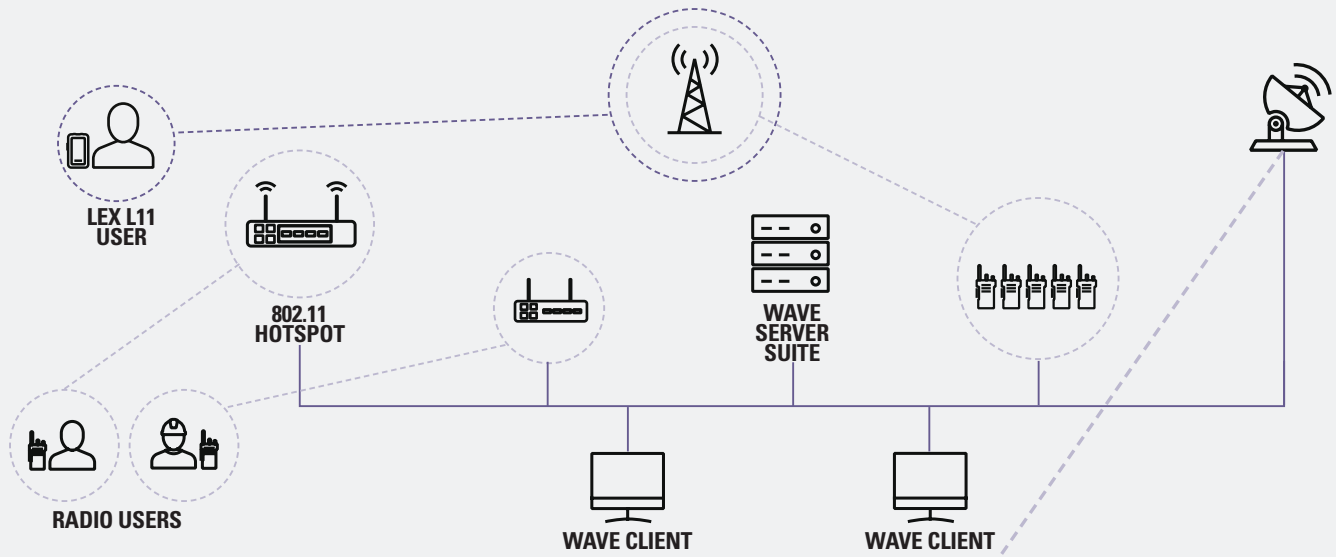 LEX L11
USER
802.11
HOTSPOT
WAVE
SERVER
SUITE
RADIO USERS
WAVE CLIENT
WAVE CLIENT